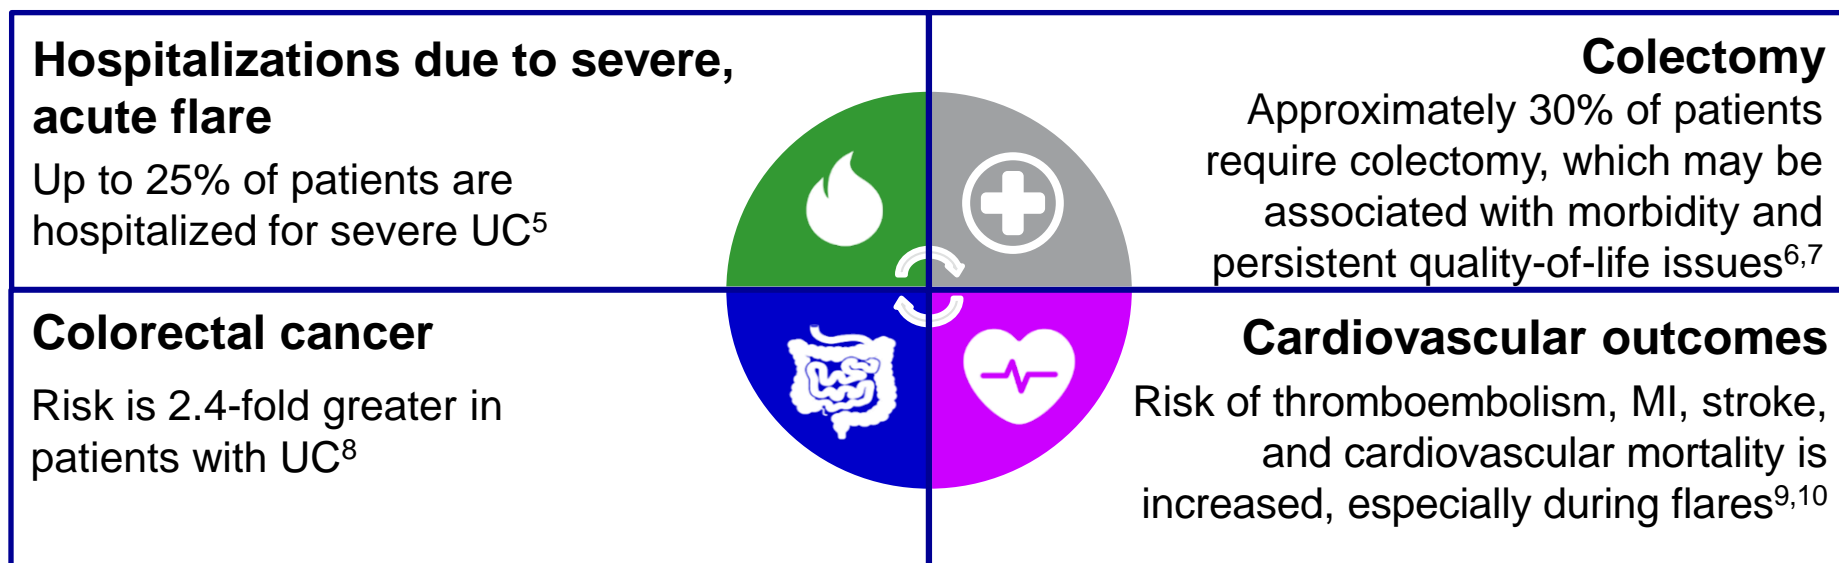 Hospitalizations due to severe,
acute flare
Up to 25% of patients are
hospitalized for severe UC⁵
Colectomy
Approximately 30% of patients
require colectomy, which may be
associated with morbidity and
persistent quality-of-life issues⁶,⁷
Colorectal cancer
Risk is 2.4-fold greater in
patients with UC⁸
Cardiovascular outcomes
Risk of thromboembolism, MI, stroke,
and cardiovascular mortality is
increased, especially during flares⁹,¹⁰